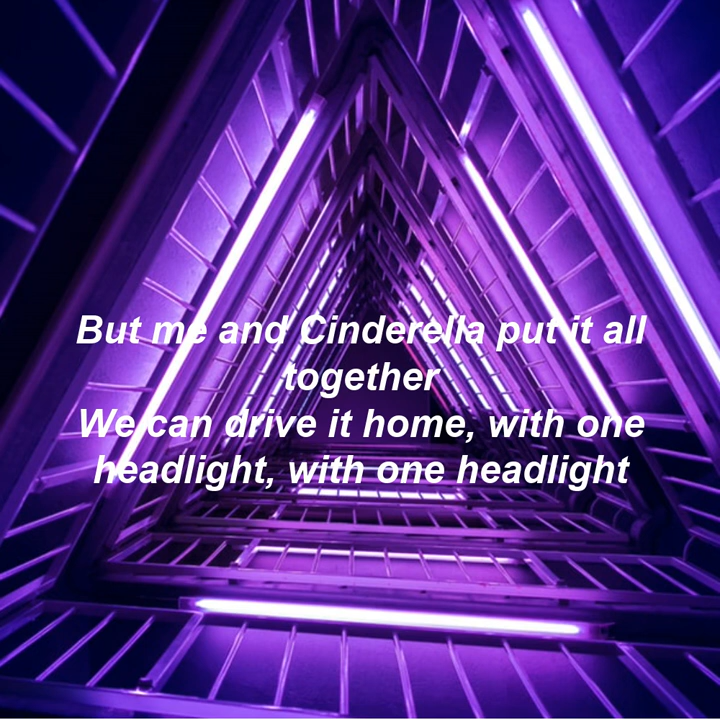 But me and Cinderella put it all
together
We can drive it home, with one
headlight, with one headlight